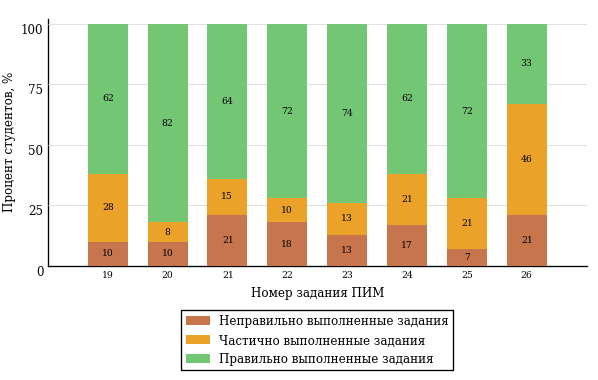 Процент студентов, %
100
75
50
25
0
62 82 64 72 74 62 72 33
28 8 15 10 13 21 21 46
10 10 21 18 13 17 7 21
19 20 21 22 23 24 25 26
Номер задания ПИМ
Неправильно выполненные задания
Частично выполненные задания
Правильно выполненные задания